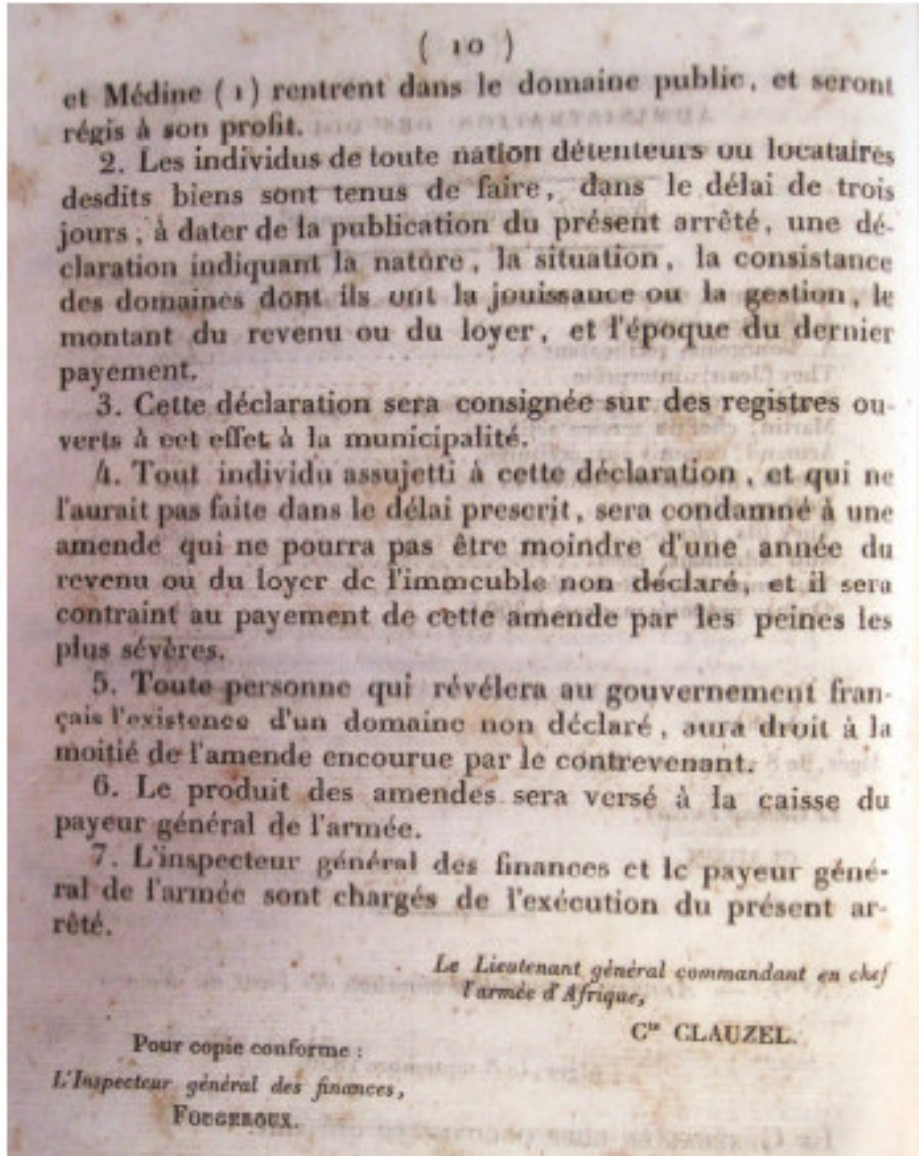 ( 10 )
et Médine (1) rentrent dans le domaine public, et seront
régis à son profit.
2. Les individus de toute nation détenteurs ou locataires
desdits biens sont tenus de faire, dans le délai de trois
jours, à dater de la publication du présent arrêté, une dé-
claration indiquant la nature, la situation, la consistance
des domaines dont ils ont la jouissance ou la gestion, le
montant du revenu ou du loyer, et l'époque du dernier
payement.
3. Cette déclaration sera consignée sur des registres ou-
verts à cet effet à la municipalité.
4. Tout individu assujetti à cette déclaration, et qui ne
l'aurait pas faite dans le délai prescrit, sera condamné à une
amende qui ne pourra pas être moindre d'une année du
revenu ou du loyer de l'immeuble non déclaré, et il sera
contraint au payement de cette amende par les peines les
plus sévères.
5. Toute personne qui révélera au gouvernement fran-
çais l'existence d'un domaine non déclaré, aura droit à la
moitié de l'amende encourue par le contrevenant.
6. Le produit des amendes sera versé à la caisse du
payeur général de l'armée.
7. L'inspecteur général des finances et le payeur géné-
ral de l'armée sont chargés de l'exécution du présent ar-
rêté.
Le Lieutenant général commandant en chef
l'armée d'Afrique,
Cte CLAUZEL.
Pour copie conforme :
L'Inspecteur général des finances,
FOUGEROUX.